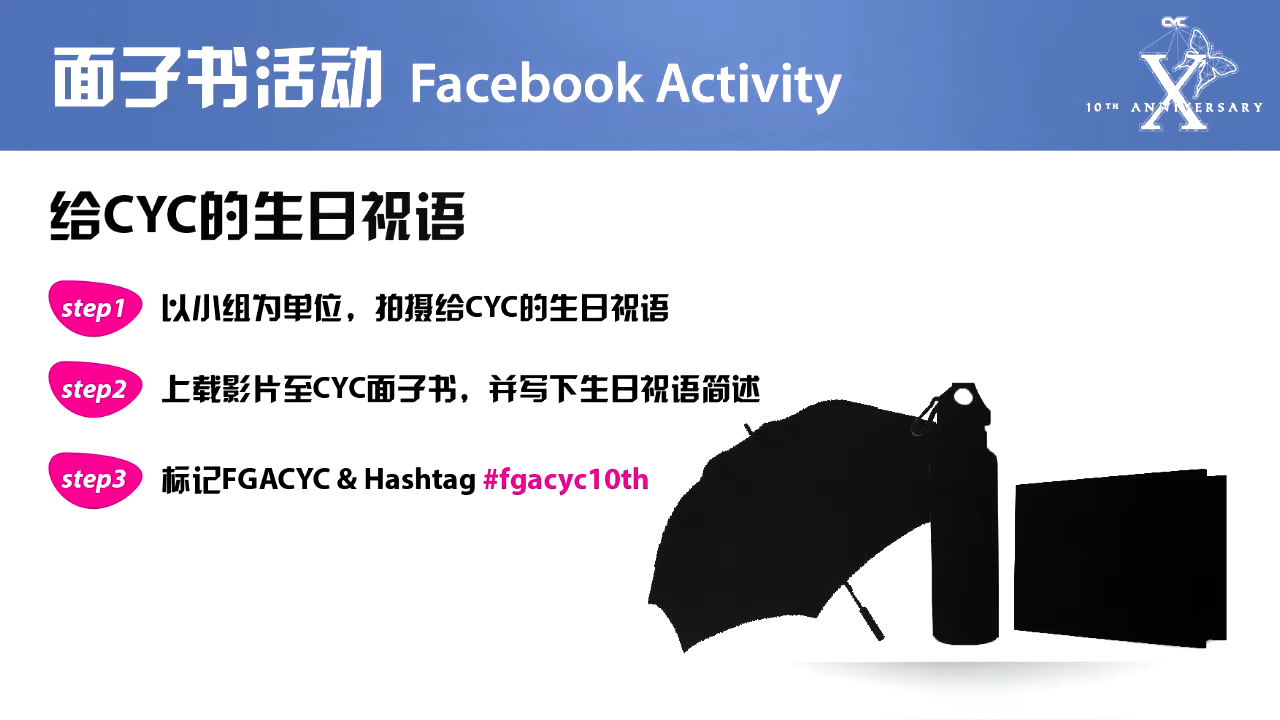 面子书活动 Facebook Activity
CYC
X
10TH ANNIVERSARY
给CYC的生日祝语
step1 以小组为单位，拍摄给CYC的生日祝语
step2 上载影片至CYC面子书，并写下生日祝语简述
step3 标记FGACYC & Hashtag #fgacyc10th